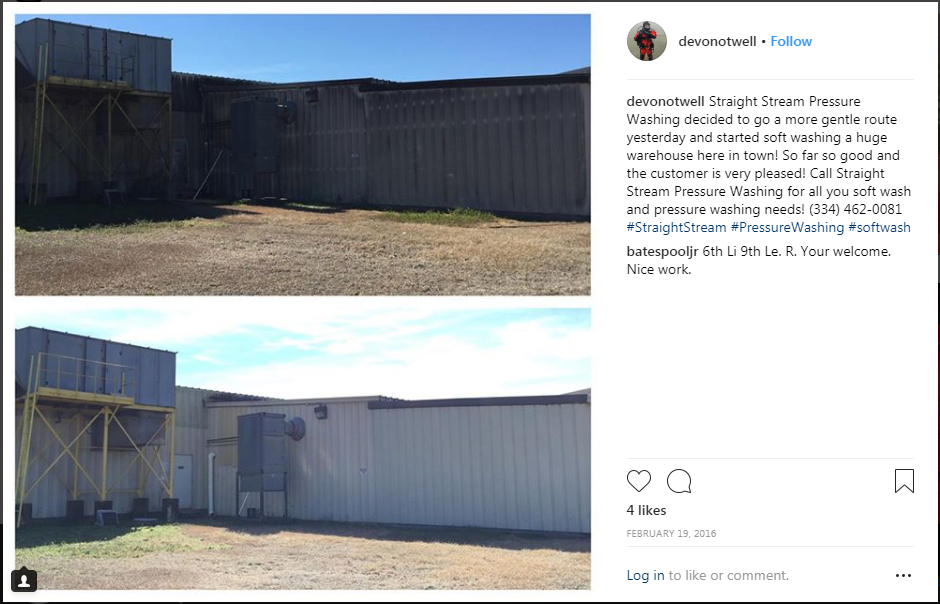 devonotwell • Follow
devonotwell Straight Stream Pressure
Washing decided to go a more gentle route
yesterday and started soft washing a huge
warehouse here in town! So far so good and
the customer is very pleased! Call Straight
Stream Pressure Washing for all you soft wash
and pressure washing needs! (334) 462-0081
#StraightStream #PressureWashing #softwash
batespooljr 6th Li 9th Le. R. Your welcome.
Nice work.
4 likes
FEBRUARY 19, 2016
Log in to like or comment.